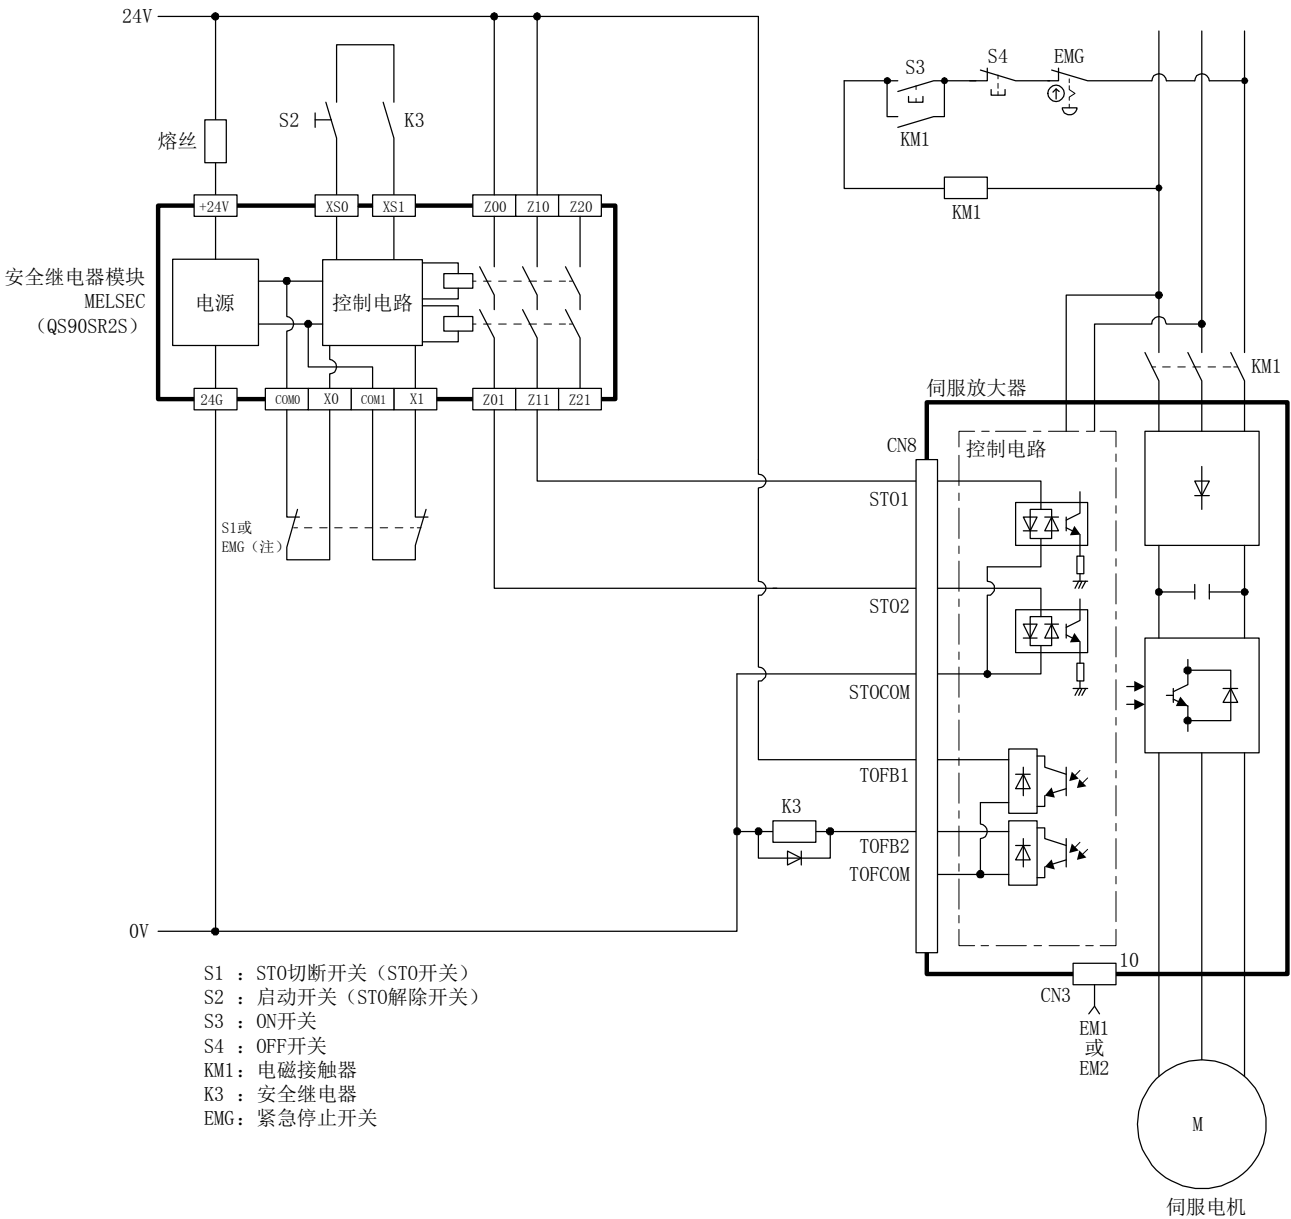 24V
S3
S4
EMG
KM1
S2
K3
熔丝
KM1
+24V
XS0
XS1
Z00
Z10
Z20
安全继电器模块
MELSEC
（QS90SR2S）
电源
控制电路
24G
COM0
X0
COM1
X1
Z01
Z11
Z21
KM1
伺服放大器
CN8
控制电路
STO1
S1或
EMG（注）
STO2
STOCOM
TOFB1
K3
TOFB2
TOFCOM
0V
10
CN3
EM1
或
EM2
S1 ：STO切断开关（STO开关）
S2 ：启动开关（STO解除开关）
S3 ：ON开关
S4 ：OFF开关
KM1：电磁接触器
K3 ：安全继电器
EMG：紧急停止开关
M
伺服电机